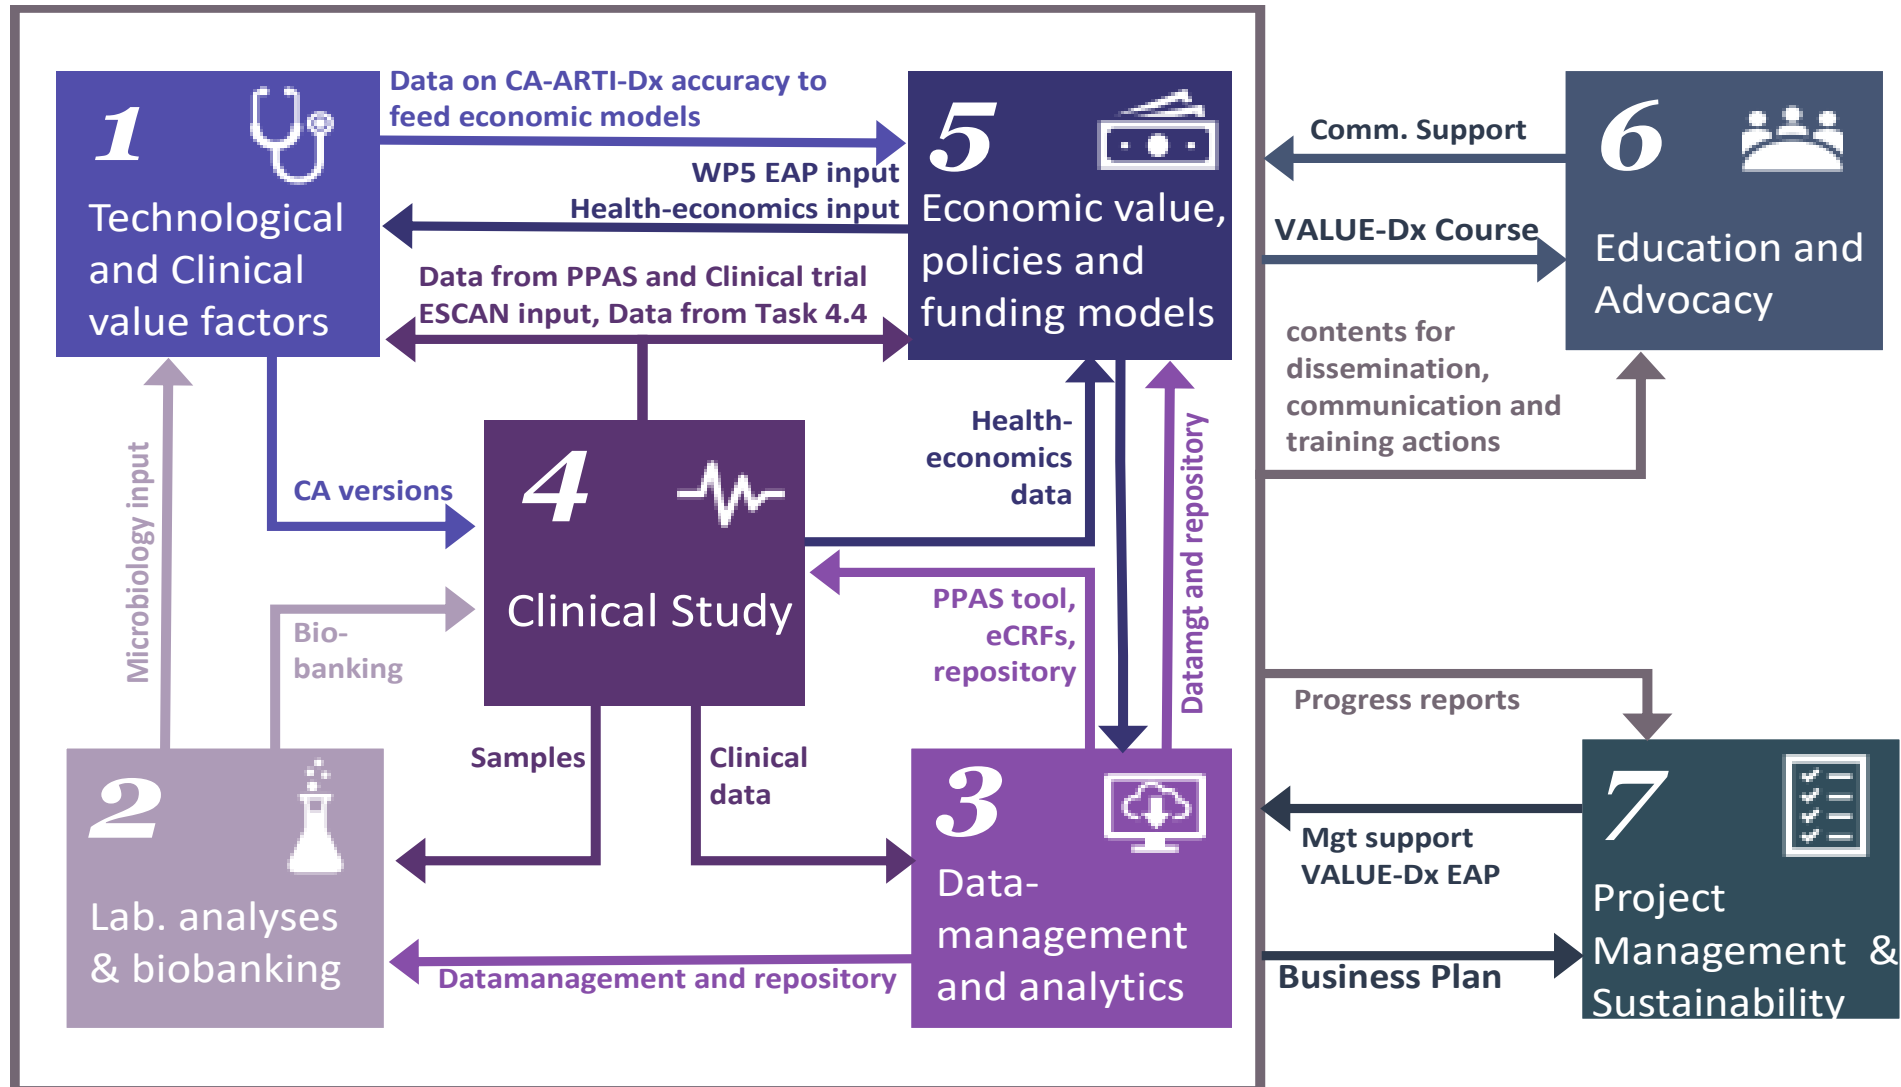 1
Technological
and Clinical
value factors
Data on CA-ARTI-Dx accuracy to
feed economic models
WP5 EAP input
Health-economics input
Data from PPAS and Clinical trial
ESCAN input, Data from Task 4.4
5
Economic value,
policies and
funding models
Comm. Support
VALUE-Dx Course
6
Education and
Advocacy
contents for
dissemination,
communication and
training actions
Microbiology input
CA versions
4
Clinical Study
Health-
economics
data
Datamgt and repository
Bio-
banking
PPAS tool,
eCRFs,
repository
Samples
Clinical
data
2
Lab. analyses
& biobanking
Datamanagement and repository
3
Data-
management
and analytics
Progress reports
Mgt support
VALUE-Dx EAP
Business Plan
7
Project
Management &
Sustainability